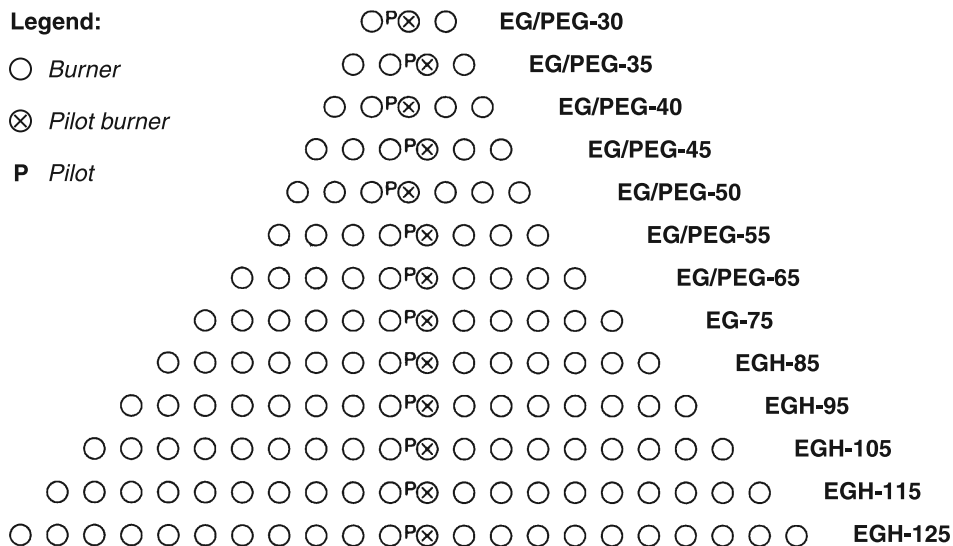 Legend:
Burner
Pilot burner
P Pilot
P EG/PEG-30
P EG/PEG-35
P EG/PEG-40
P EG/PEG-45
P EG/PEG-50
P EG/PEG-55
P EG/PEG-65
P EG-75
P EGH-85
P EGH-95
P EGH-105
P EGH-115
P EGH-125